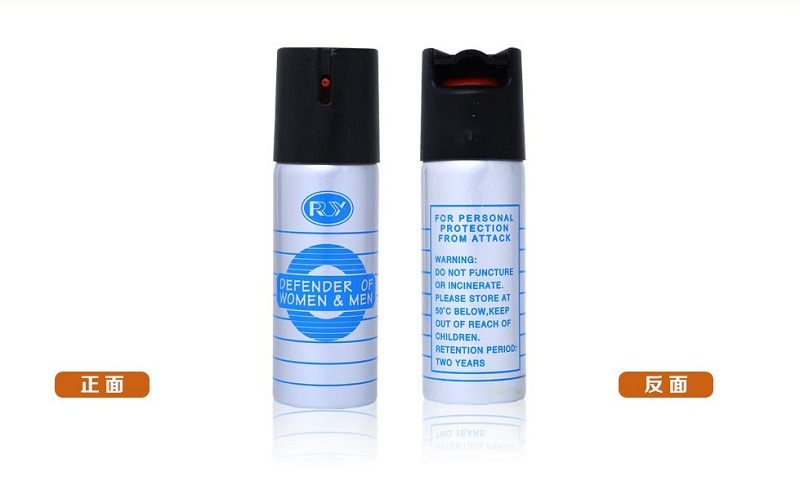 RSY
DEFENDER OF
WOMEN & MEN
FOR PERSONAL
PROTECTION
FROM ATTACK
WARNING:
DO NOT PUNCTURE
OR INCINERATE.
PLEASE STORE AT
50°C BELOW,KEEP
OUT OF REACH OF
CHILDREN.
RETENTION PERIOD:
TWO YEARS
正面
反面